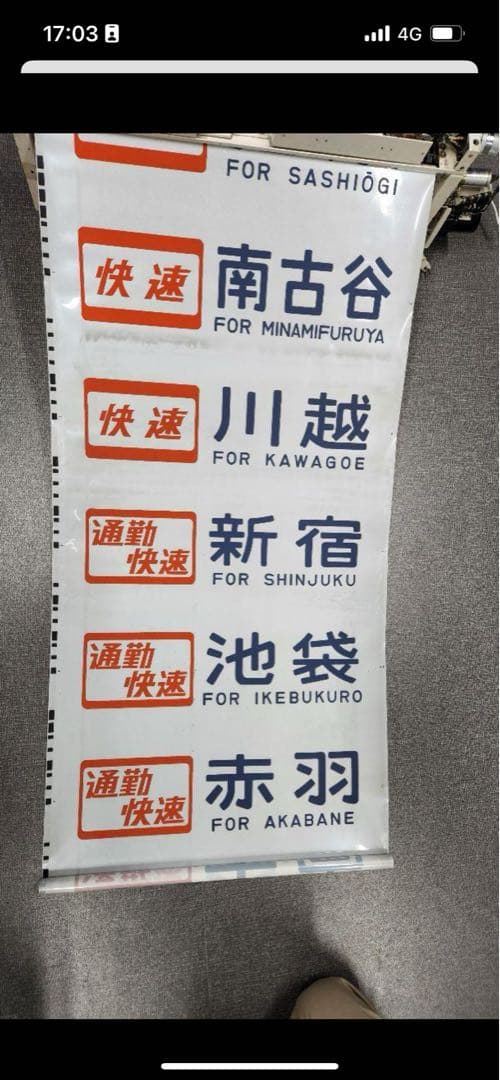 17:03
4G
FOR SASHIŌGI
快速 南古谷
FOR MINAMIFURUYA
快速 川越
FOR KAWAGOE
通勤快速 新宿
FOR SHINJUKU
通勤快速 池袋
FOR IKEBUKURO
通勤快速 赤羽
FOR AKABANE